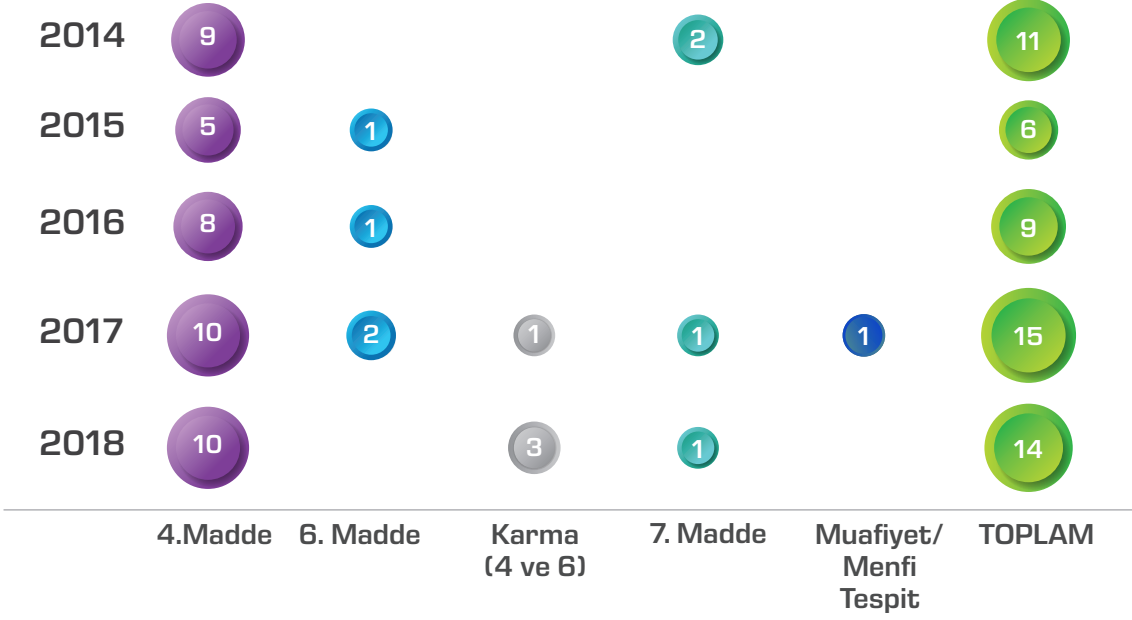 2014 9 2 11
2015 5 1 6
2016 8 1 9
2017 10 2 1 1 1 15
2018 10 3 1 14
4.Madde 6. Madde Karma 7. Madde Muafiyet/ TOPLAM
(4 ve 6) Menfi
Tespit